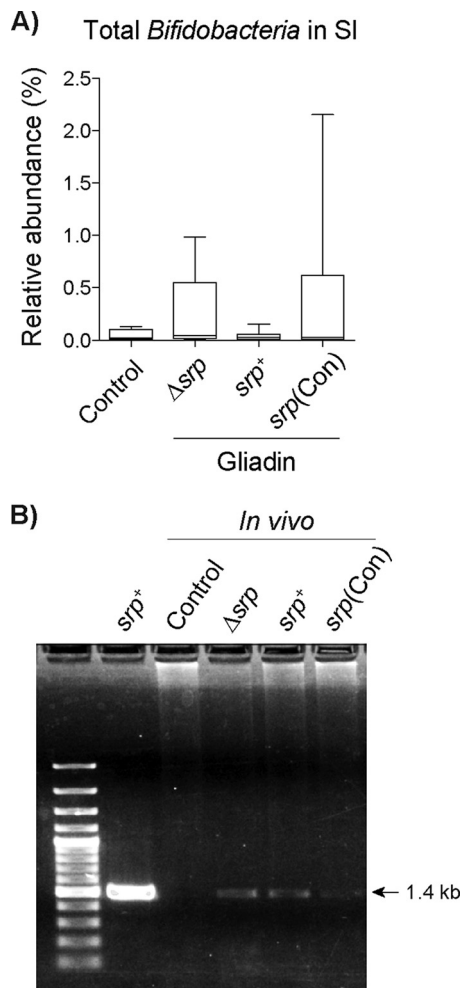 A) Total Bifidobacteria in SI
Relative abundance (%)
2.5
2.0
1.5
1.0
0.5
0.0
Control Δsrp srp⁺ srp(Con)
Gliadin
B) In vivo
srp⁺ Control Δsrp srp⁺ srp(Con)
1.4 kb